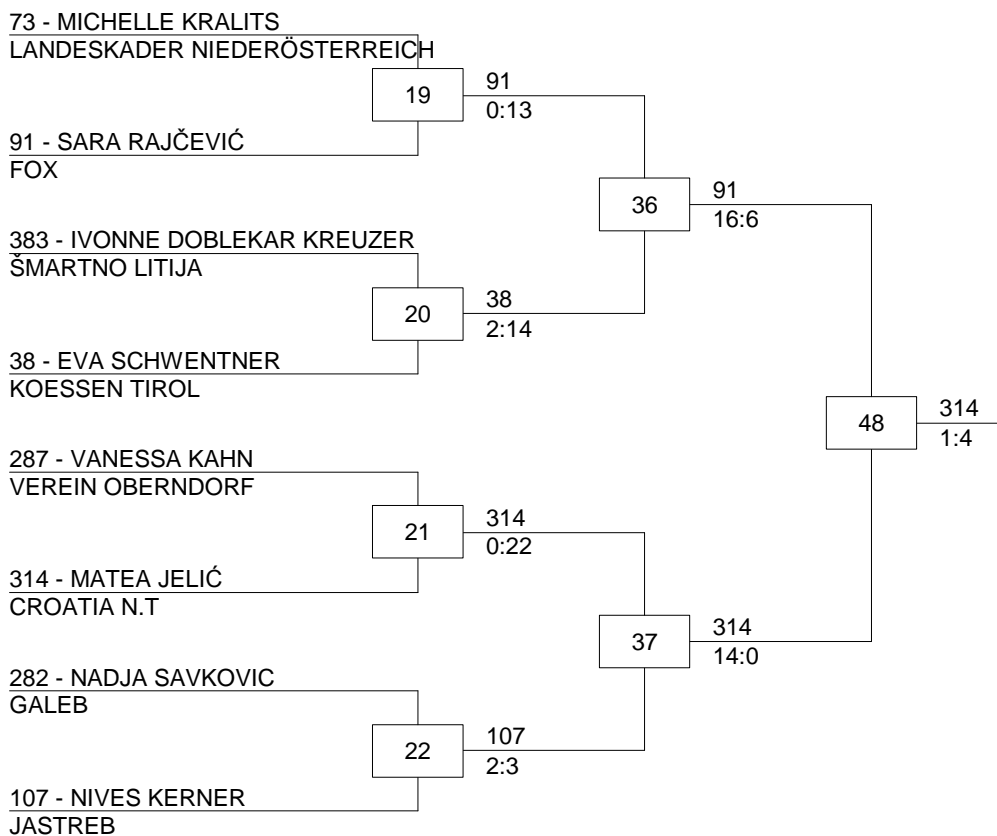 73 - MICHELLE KRALITS
LANDESKADER NIEDERÖSTERREICH
19
91
0:13
91 - SARA RAJČEVIĆ
FOX
36
91
16:6
383 - IVONNE DOBLEKAR KREUZER
ŠMARTNO LITIJA
20
38
2:14
38 - EVA SCHWENTNER
KOESSEN TIROL
48
314
1:4
287 - VANESSA KAHN
VEREIN OBERNDORF
21
314
0:22
314 - MATEA JELIĆ
CROATIA N.T
37
314
14:0
282 - NADJA SAVKOVIC
GALEB
22
107
2:3
107 - NIVES KERNER
JASTREB